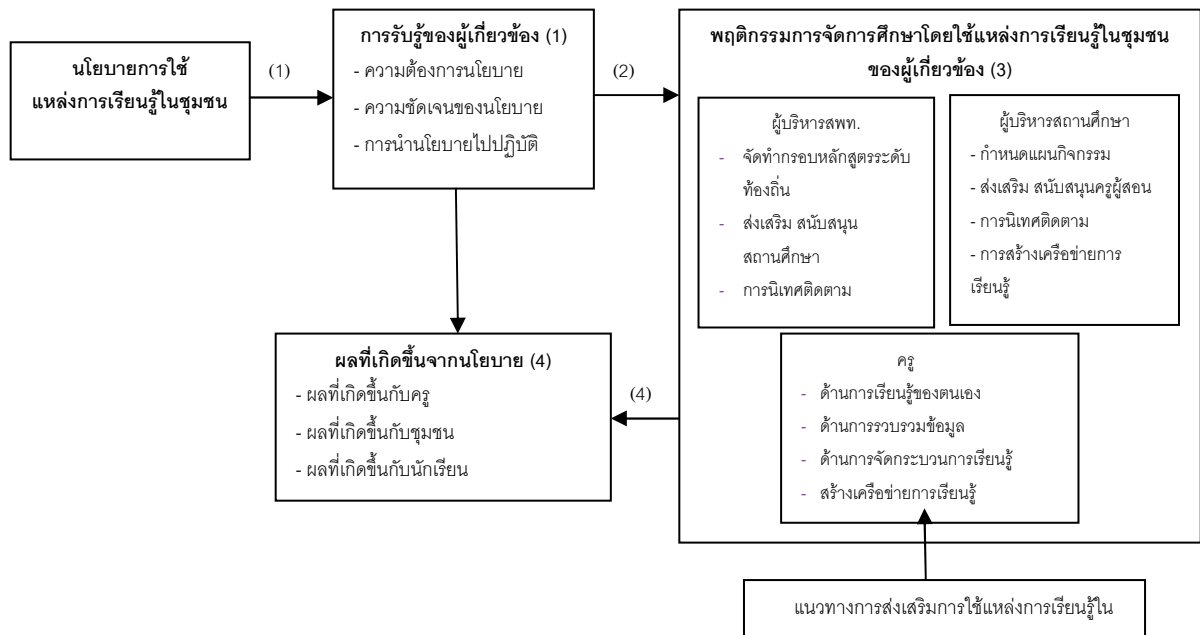 นโยบายการใช้
แหล่งการเรียนรู้ในชุมชน
(1)
การรับรู้ของผู้เกี่ยวข้อง (1)
- ความต้องการนโยบาย
- ความชัดเจนของนโยบาย
- การนำนโยบายไปปฏิบัติ
(2)
พฤติกรรมการจัดการศึกษาโดยใช้แหล่งการเรียนรู้ในชุมชน
ของผู้เกี่ยวข้อง (3)
ผู้บริหารสพท.
- จัดทำกรอบหลักสูตรระดับ
ท้องถิ่น
- ส่งเสริม สนับสนุน
สถานศึกษา
- การนิเทศติดตาม
ผู้บริหารสถานศึกษา
- กำหนดแผนกิจกรรม
- ส่งเสริม สนับสนุนครูผู้สอน
- การนิเทศติดตาม
- การสร้างเครือข่ายการ
เรียนรู้
ครู
- ด้านการเรียนรู้ของตนเอง
- ด้านการรวบรวมข้อมูล
- ด้านการจัดกระบวนการเรียนรู้
- สร้างเครือข่ายการเรียนรู้
(4)
ผลที่เกิดขึ้นจากนโยบาย (4)
- ผลที่เกิดขึ้นกับครู
- ผลที่เกิดขึ้นกับชุมชน
- ผลที่เกิดขึ้นกับนักเรียน
แนวทางการส่งเสริมการใช้แหล่งการเรียนรู้ใน